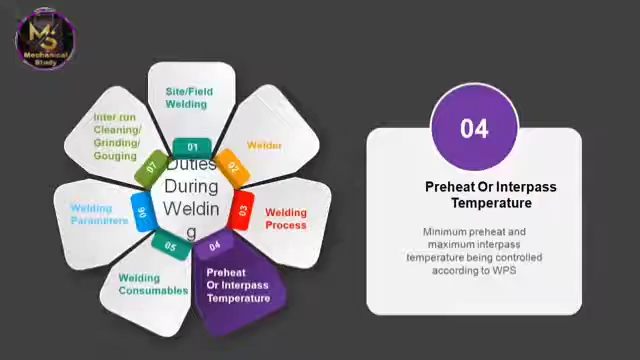 MS
Mechanical
Study
Site/Field
Welding
01
Welder
02
Welding
Process
03
Preheat
Or Interpass
Temperature
04
Welding
Consumables
05
Welding
Parameters
06
Inter run
Cleaning/
Grinding/
Gouging
07
Duties
During
Weldin
g
04
Preheat Or Interpass
Temperature
Minimum preheat and
maximum interpass
temperature being controlled
according to WPS